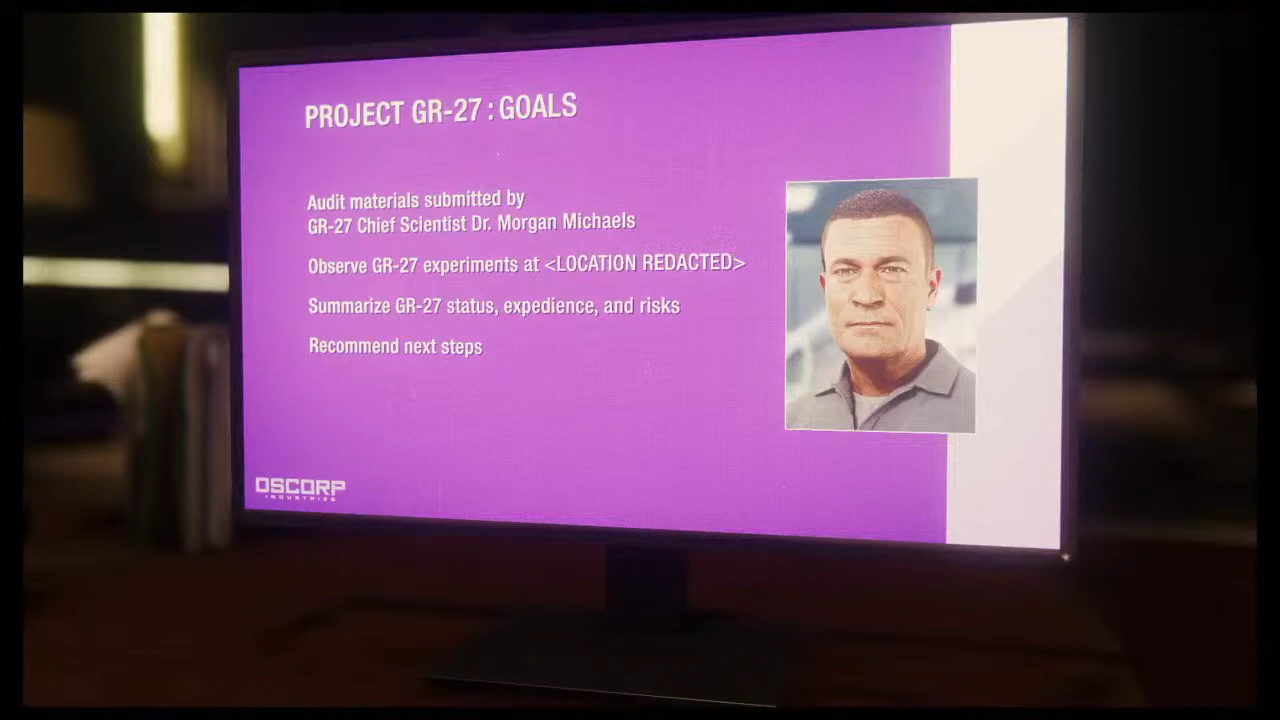 PROJECT GR-27 : GOALS
Audit materials submitted by
GR-27 Chief Scientist Dr. Morgan Michaels
Observe GR-27 experiments at <LOCATION REDACTED>
Summarize GR-27 status, expedience, and risks
Recommend next steps
OSCORP
INDUSTRIES